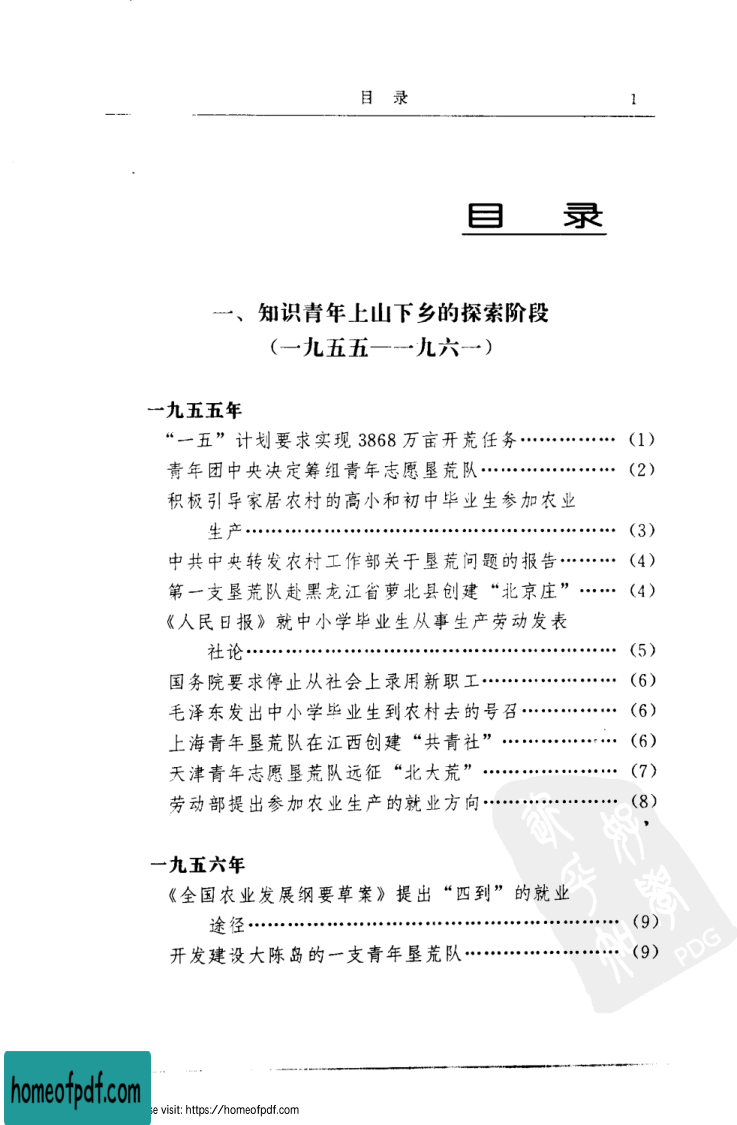 目 录 1
目 录
一、知识青年上山下乡的探索阶段
(一九五五—一九六一)
一九五五年
“一五”计划要求实现3868万亩开荒任务…………… (1)
青年团中央决定筹组青年志愿垦荒队………………… (2)
积极引导家居农村的高小和初中毕业生参加农业
生产………………………………………………… (3)
中共中央转发农村工作部关于垦荒问题的报告……… (4)
第一支垦荒队赴黑龙江省萝北县创建“北京庄”…… (4)
《人民日报》就中小学毕业生从事生产劳动发表
社论………………………………………………… (5)
国务院要求停止从社会上录用新职工………………… (6)
毛泽东发出中小学毕业生到农村去的号召…………… (6)
上海青年垦荒队在江西创建“共青社”……………… (6)
天津青年志愿垦荒队远征“北大荒”………………… (7)
劳动部提出参加农业生产的就业方向………………… (8)
一九五六年
《全国农业发展纲要草案》提出“四到”的就业
途径………………………………………………… (9)
开发建设大陈岛的一支青年垦荒队…………………… (9)
PDG
homeofpdf.com
se visit: https://homeofpdf.com